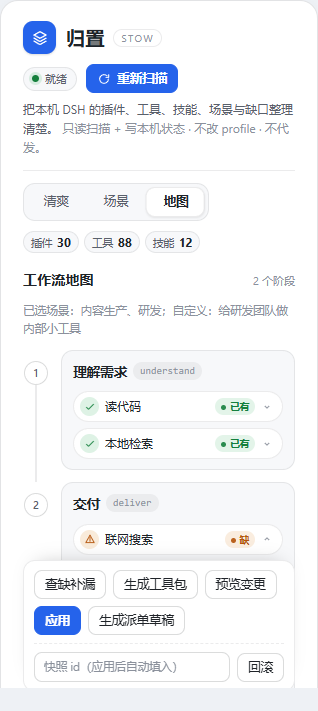 归置 STOW
就绪 重新扫描
把本机 DSH 的插件、工具、技能、场景与缺口整理
清楚。 只读扫描 + 写本机状态 · 不改 profile · 不代
发。
清爽 场景 地图
插件 30 工具 88 技能 12
工作流地图 2 个阶段
已选场景：内容生产、研发；自定义：给研发团队做
内部小工具
1 理解需求 understand
读代码 已有
本地检索 已有
2 交付 deliver
联网搜索 缺
查缺补漏 生成工具包 预览变更
应用 生成派单草稿
快照 id（应用后自动填入） 回滚